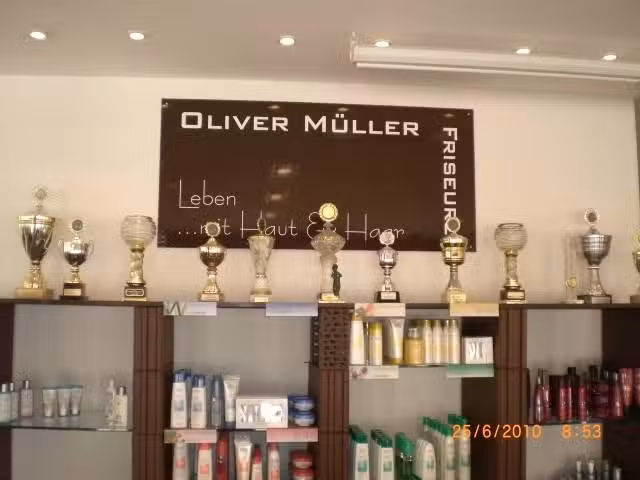 OLIVER MÜLLER
FRISEUR
Leben
...mit Haut & Haar
25/6/2010 8:53